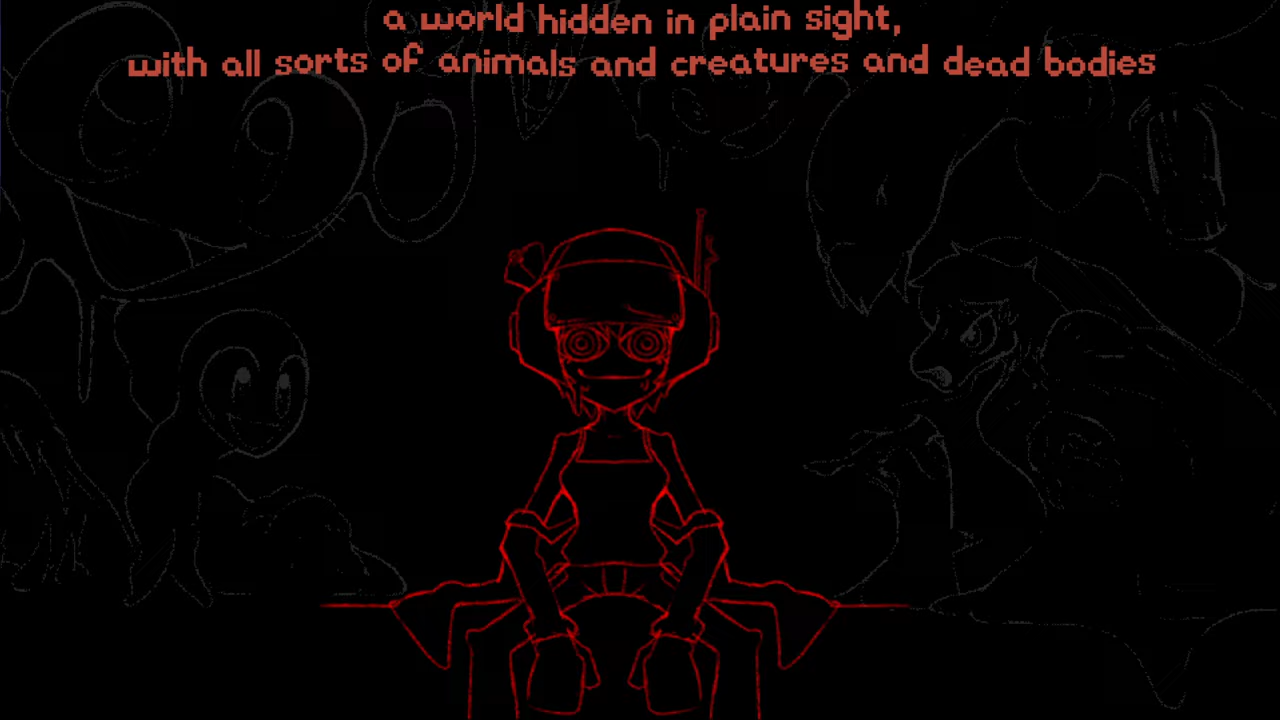 a world hidden in plain sight,
with all sorts of animals and creatures and dead bodies